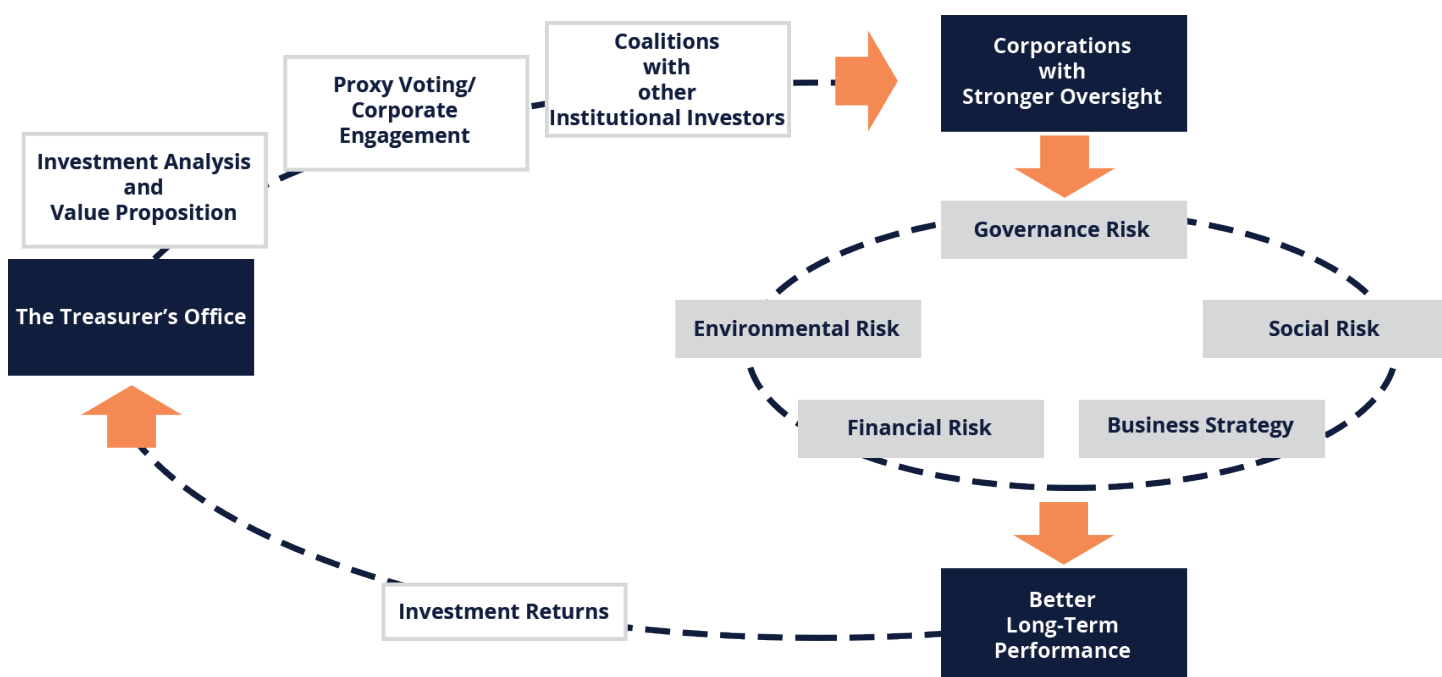 Coalitions
with
other
Institutional Investors
Corporations
with
Stronger Oversight
Proxy Voting/
Corporate
Engagement
Investment Analysis
and
Value Proposition
The Treasurer’s Office
Governance Risk
Environmental Risk
Social Risk
Financial Risk
Business Strategy
Better
Long-Term
Performance
Investment Returns